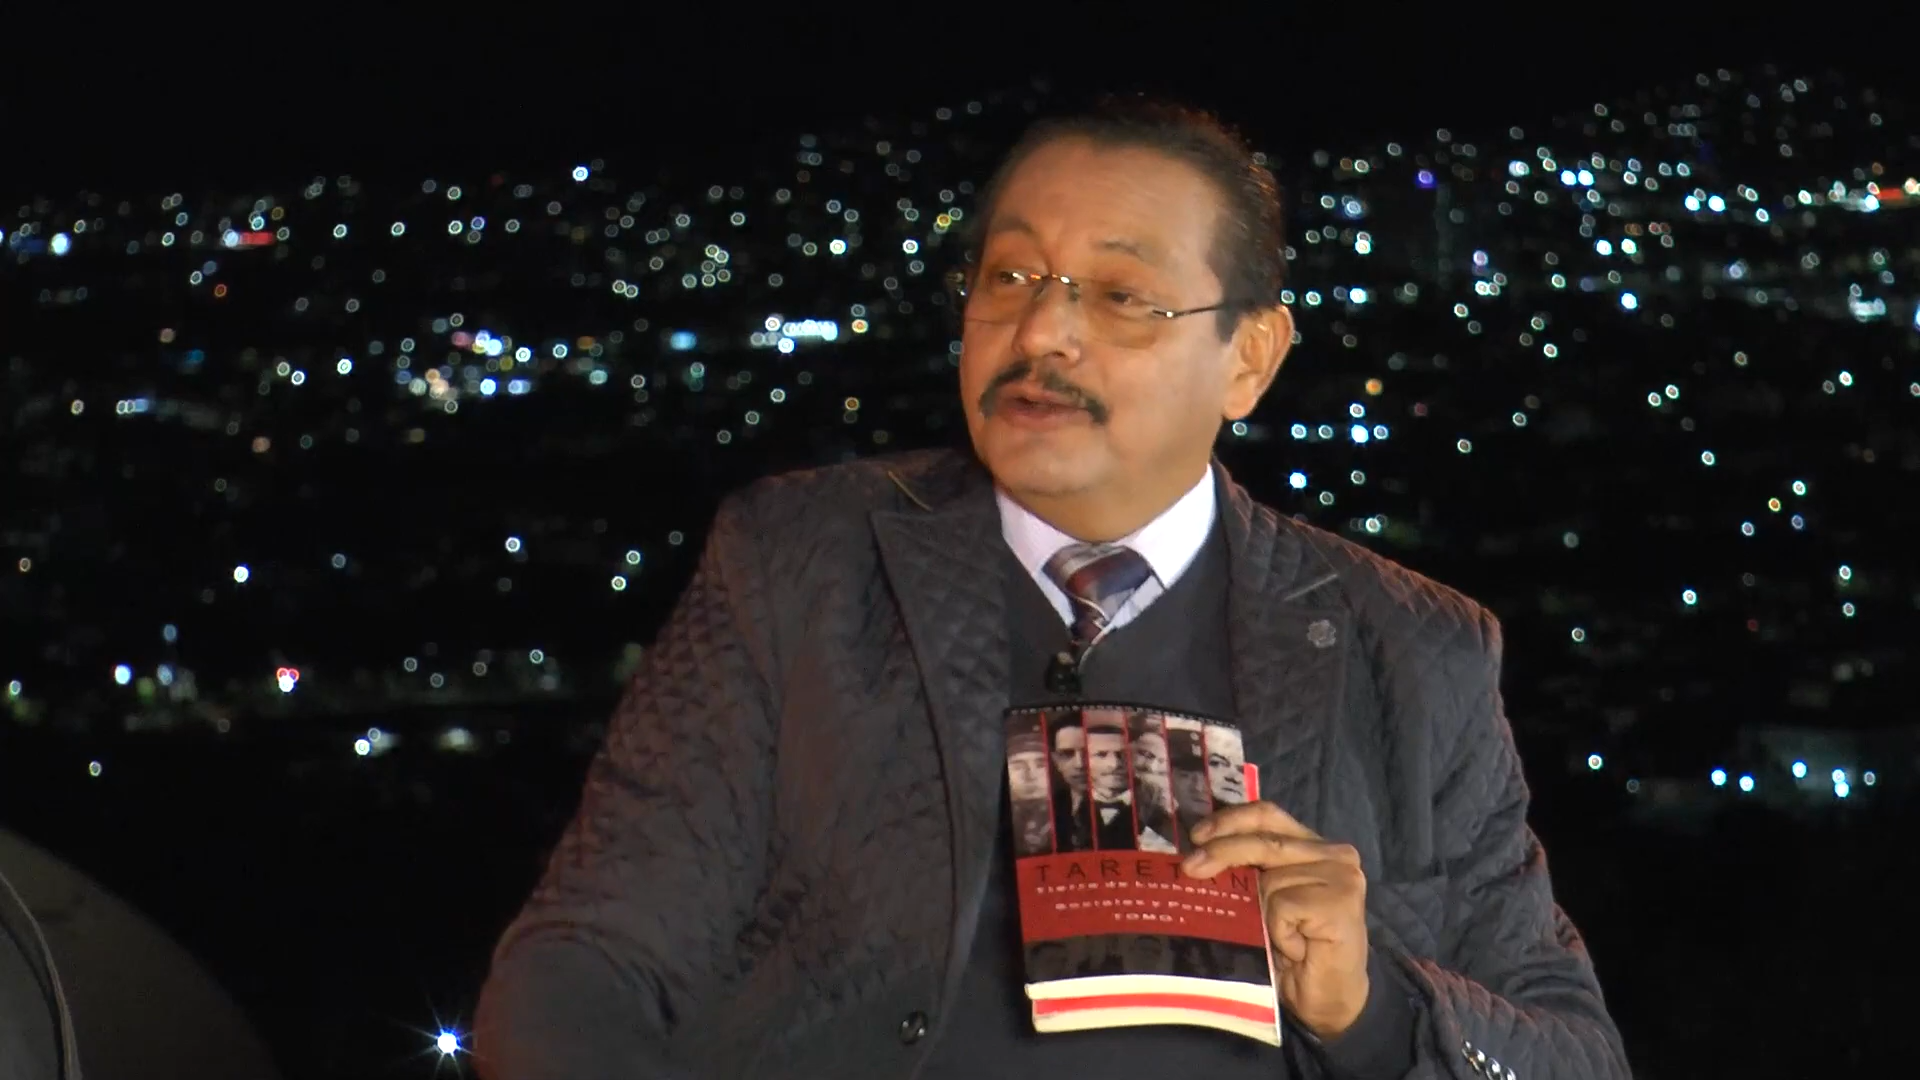 TARETAN
Tierra de Luchadores
Sociales y Poetas
TOMO I